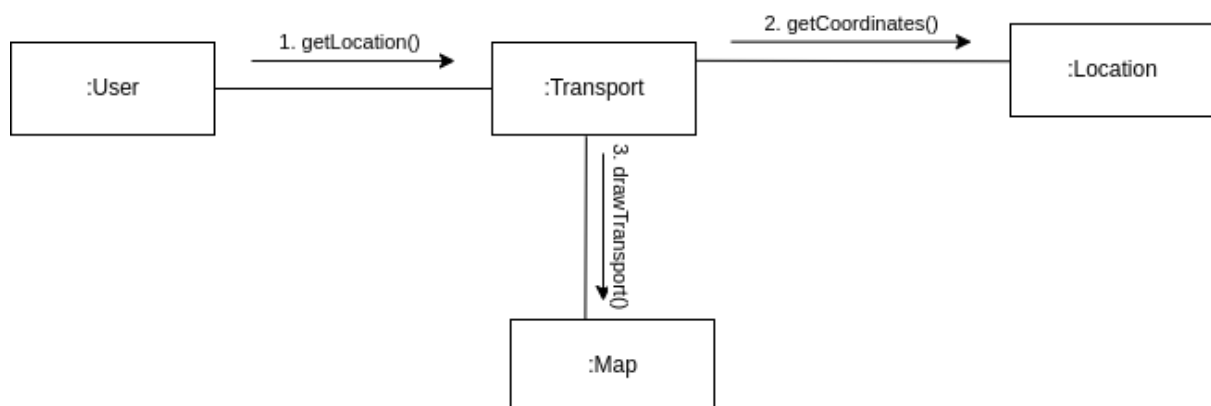 1. getLocation()
2. getCoordinates()
:User
:Transport
:Location
3. drawTransport()
:Map